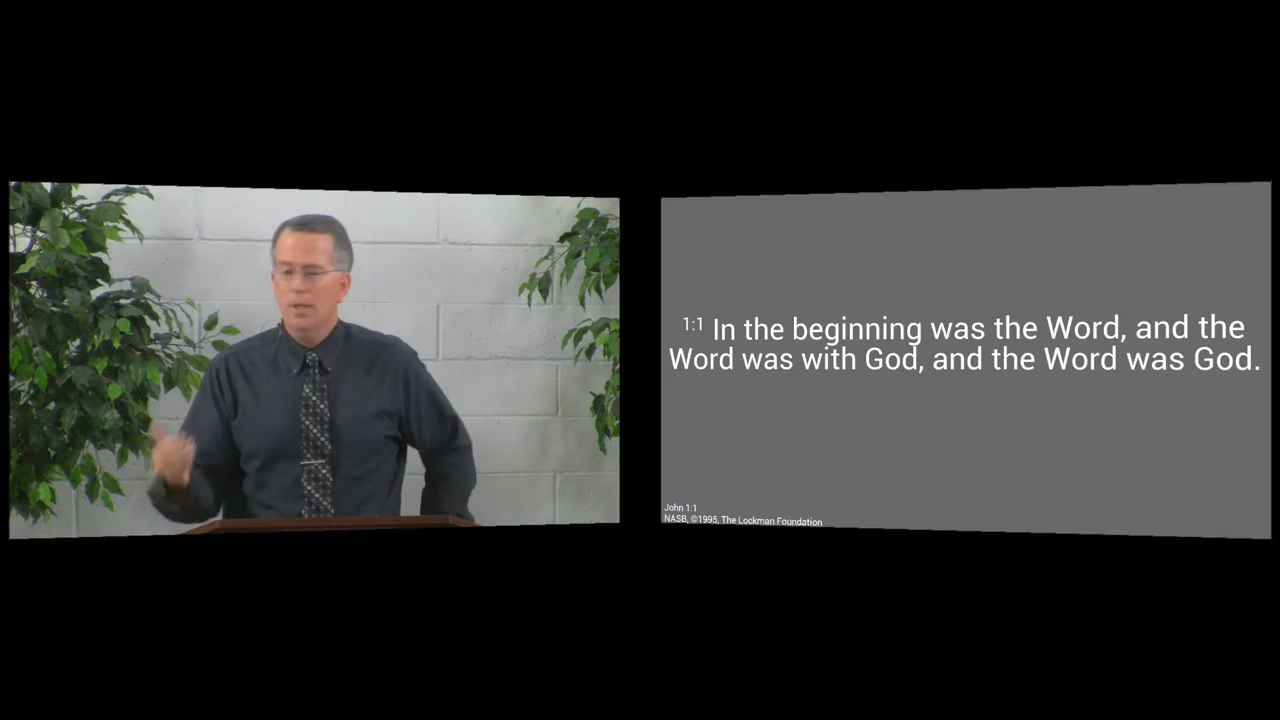 1:1 In the beginning was the Word, and the
Word was with God, and the Word was God.
John 1:1
NASB, ©1995, The Lockman Foundation